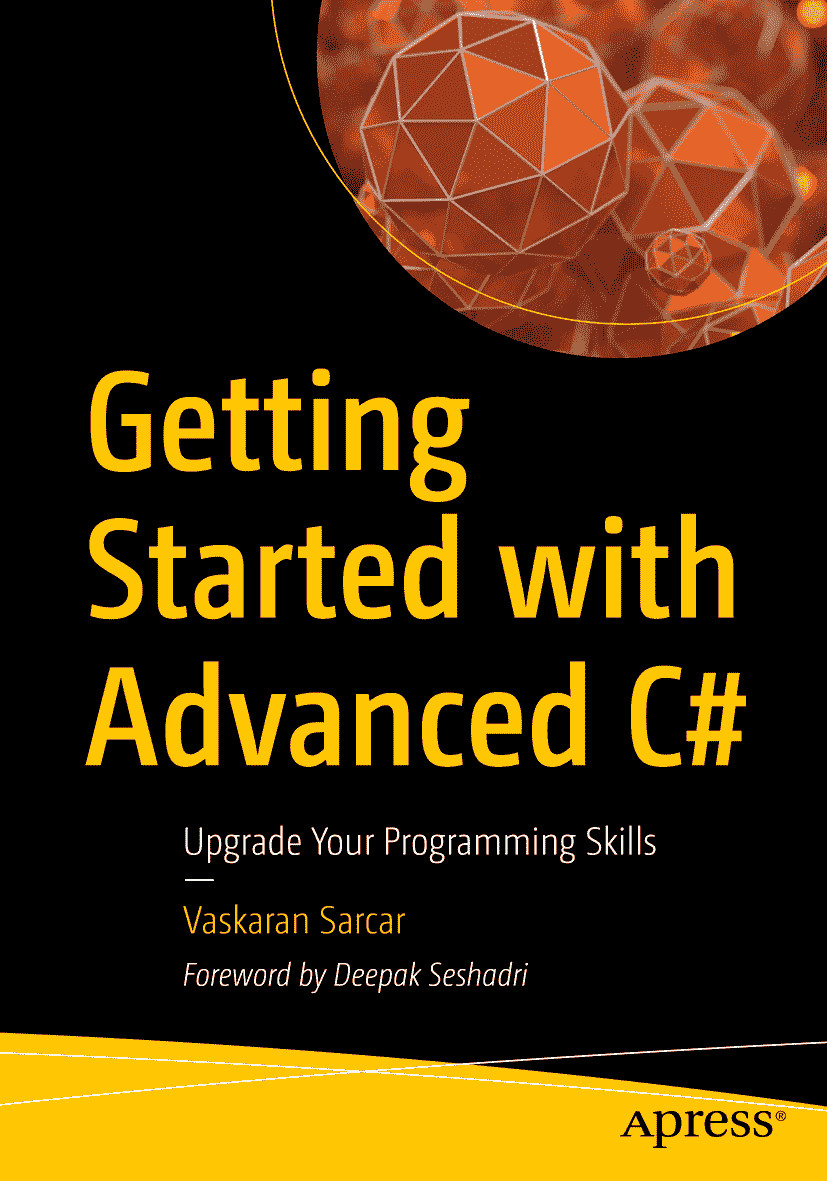 Getting
Started with
Advanced C#
Upgrade Your Programming Skills
—
Vaskaran Sarcar
Foreword by Deepak Seshadri
Apress®